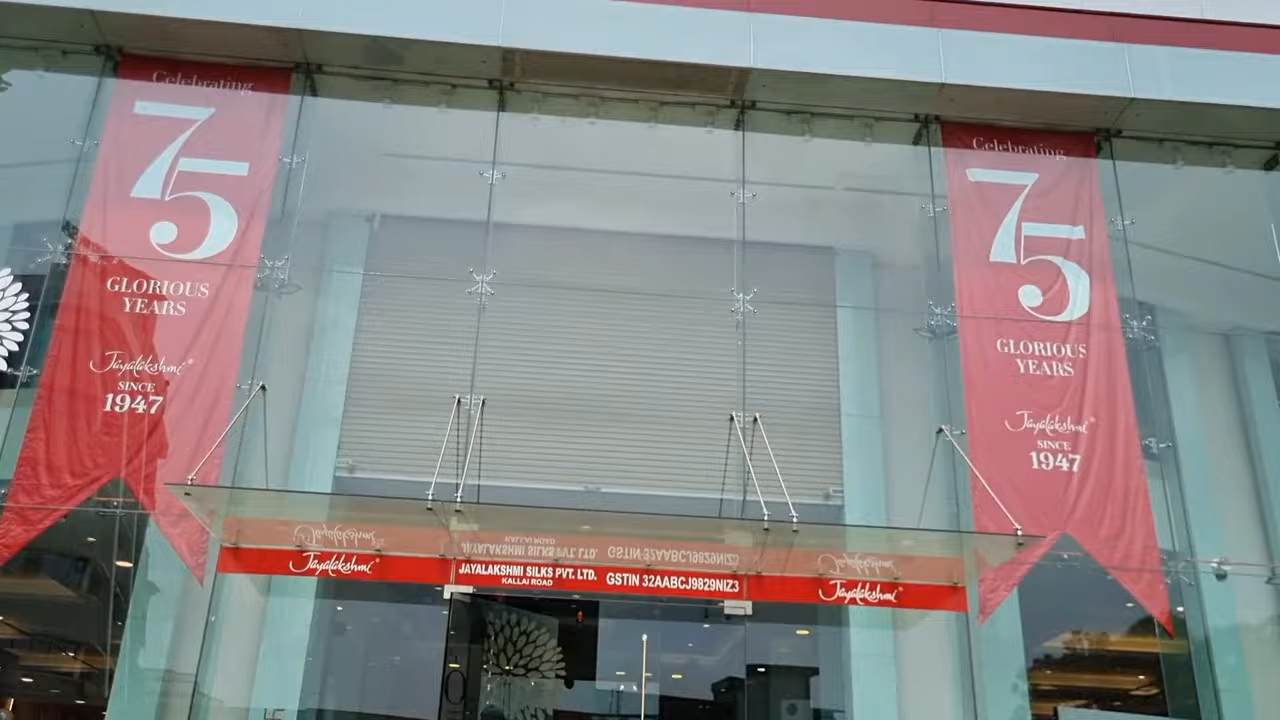 Celebrating
75
GLORIOUS
YEARS
Jayalakshmi®
SINCE
1947
Celebrating
75
GLORIOUS
YEARS
Jayalakshmi®
SINCE
1947
Jayalakshmi®
JAYALAKSHMI SILKS PVT. LTD.
KALLAI ROAD
GSTIN 32AABCJ9829NIZ3
Jayalakshmi®